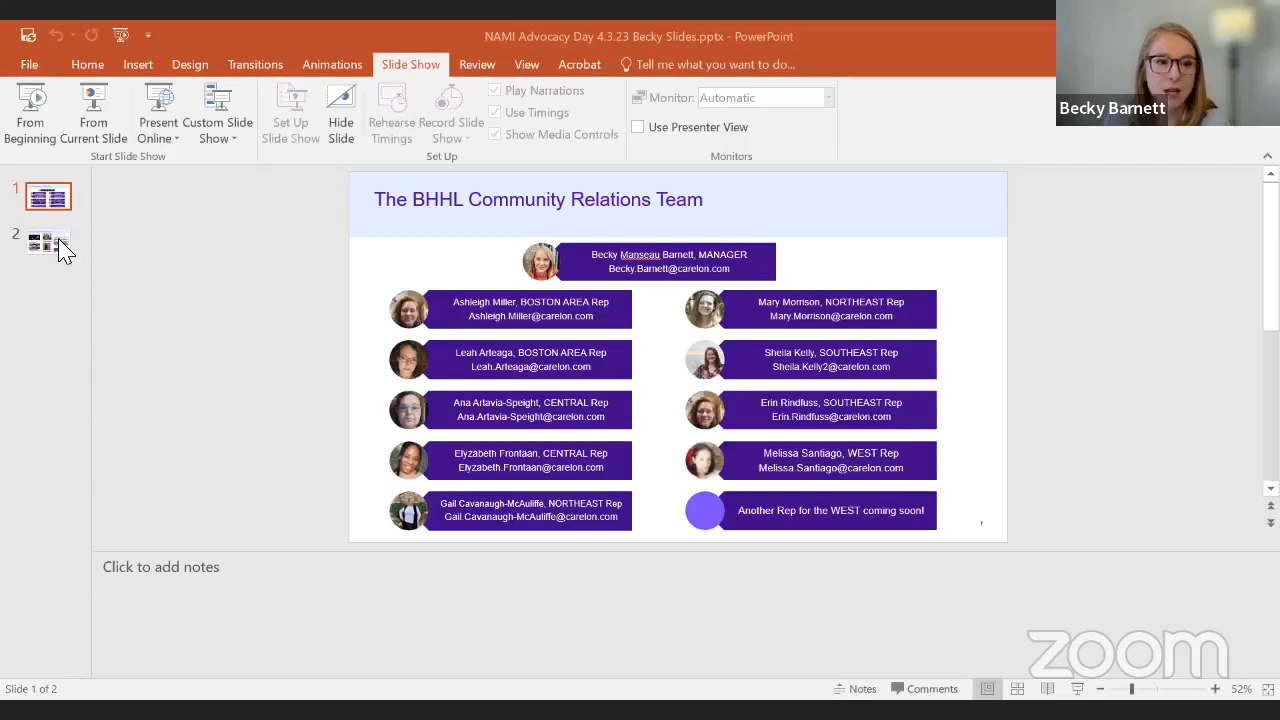 NAMI Advocacy Day 4.3.23 Becky Slides.pptx - PowerPoint
File Home Insert Design Transitions Animations Slide Show Review View Acrobat Tell me what you want to do...
Becky Barnett
From Beginning
From Current Slide
Present Online
Custom Slide Show
Start Slide Show
Set Up Slide Show
Hide Slide
Rehearse Timings
Record Slide Show
Play Narrations
Use Timings
Show Media Controls
Set Up
Monitor: Automatic
Use Presenter View
Monitors
1
2
The BHHL Community Relations Team
Becky Manseau Barnett, MANAGER
Becky.Barnett@carelon.com
Ashleigh Miller, BOSTON AREA Rep
Ashleigh.Miller@carelon.com
Mary Morrison, NORTHEAST Rep
Mary.Morrison@carelon.com
Leah Arteaga, BOSTON AREA Rep
Leah.Arteaga@carelon.com
Sheila Kelly, SOUTHEAST Rep
Sheila.Kelly2@carelon.com
Ana Artavia-Speight, CENTRAL Rep
Ana.Artavia-Speight@carelon.com
Erin Rindfuss, SOUTHEAST Rep
Erin.Rindfuss@carelon.com
Elyzabeth Frontaan, CENTRAL Rep
Elyzabeth.Frontaan@carelon.com
Melissa Santiago, WEST Rep
Melissa.Santiago@carelon.com
Gail Cavanaugh-McAuliffe, NORTHEAST Rep
Gail.Cavanaugh-McAuliffe@carelon.com
Another Rep for the WEST coming soon!
Click to add notes
zoom
Slide 1 of 2
Notes
Comments
52%